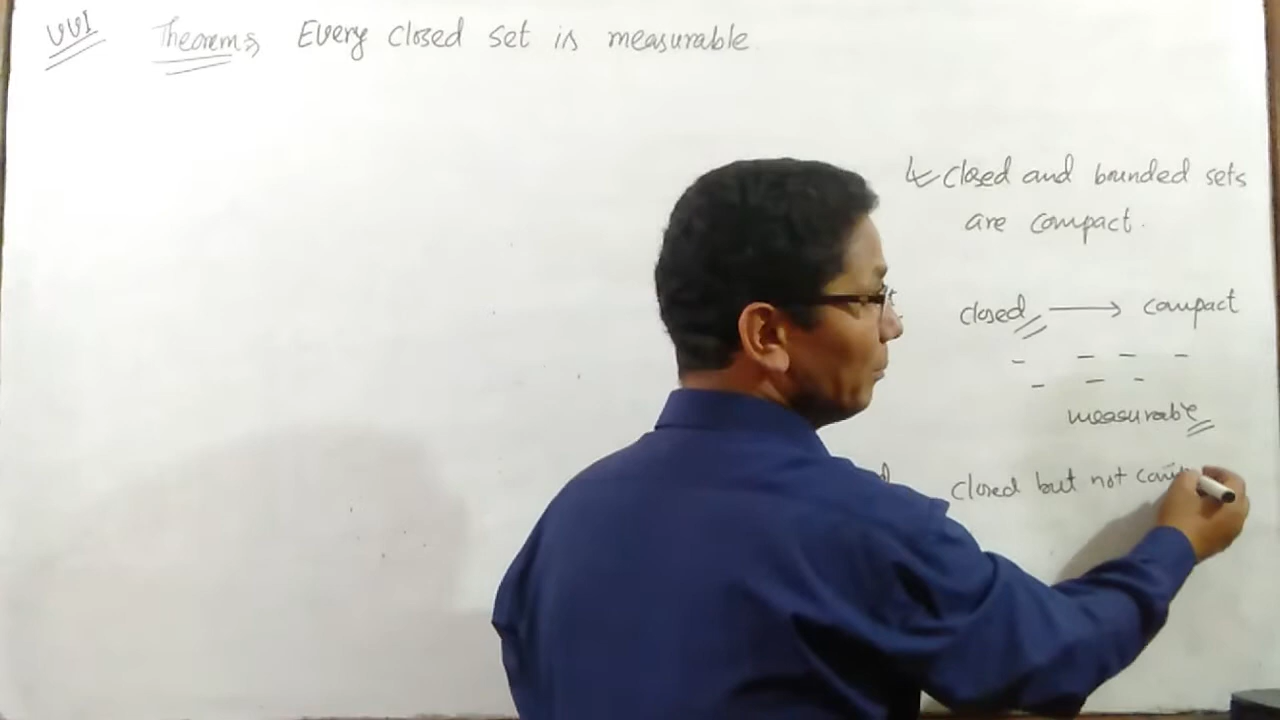 VVI Theorem: Every closed set is measurable
closed and bounded sets
are compact.
closed → compact
measurable
closed but not